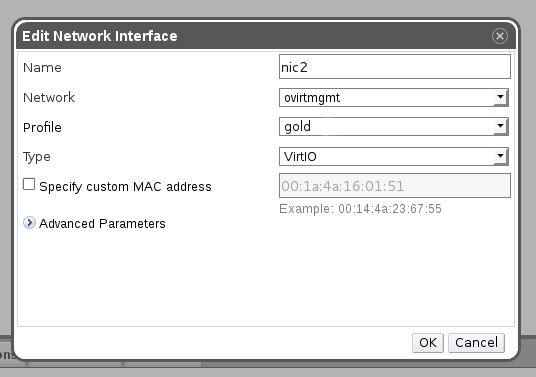 Edit Network Interface
Name nic2
Network ovirtmgmt
Profile gold
Type VirtIO
Specify custom MAC address 00:1a:4a:16:01:51
Example: 00:14:4a:23:67:55
Advanced Parameters
OK Cancel